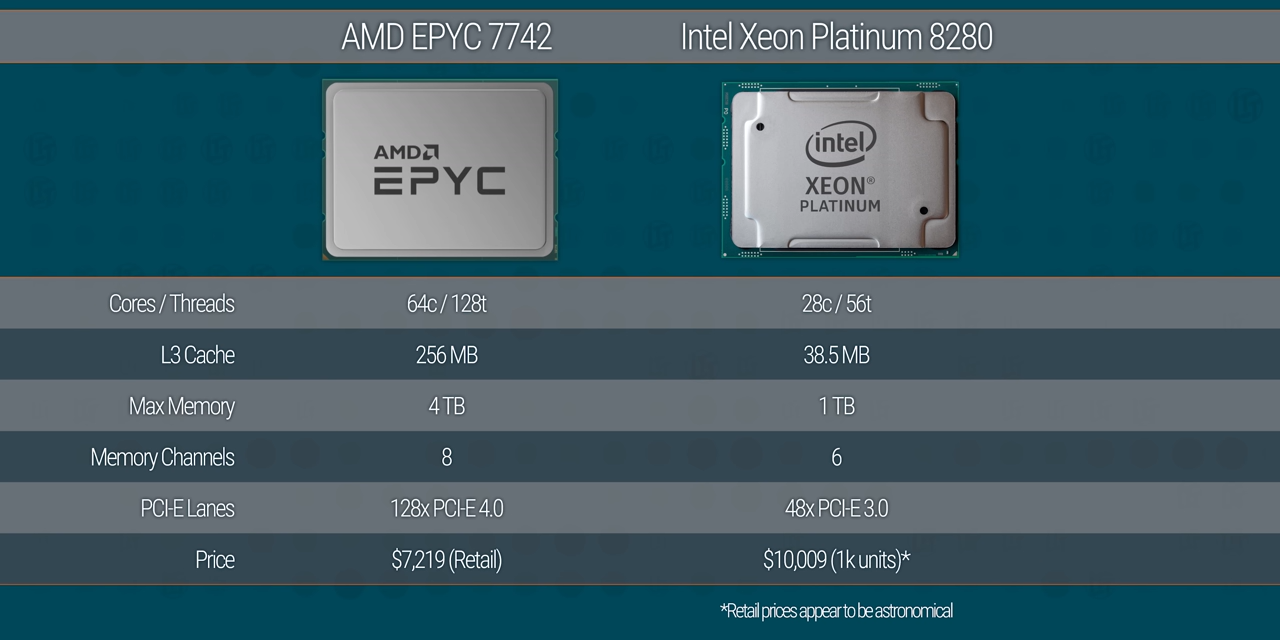 AMD EPYC 7742 Intel Xeon Platinum 8280
AMD
EPYC
intel
XEON®
PLATINUM
Cores / Threads 64c / 128t 28c / 56t
L3 Cache 256 MB 38.5 MB
Max Memory 4 TB 1 TB
Memory Channels 8 6
PCI-E Lanes 128x PCI-E 4.0 48x PCI-E 3.0
Price $7,219 (Retail) $10,009 (1k units)*
*Retail prices appear to be astronomical